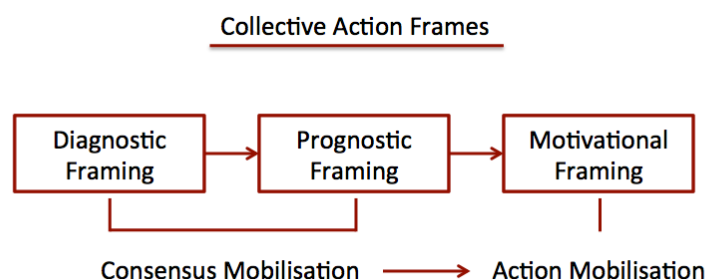 Collective Action Frames
Diagnostic
Framing
Prognostic
Framing
Motivational
Framing
Consensus Mobilisation
Action Mobilisation